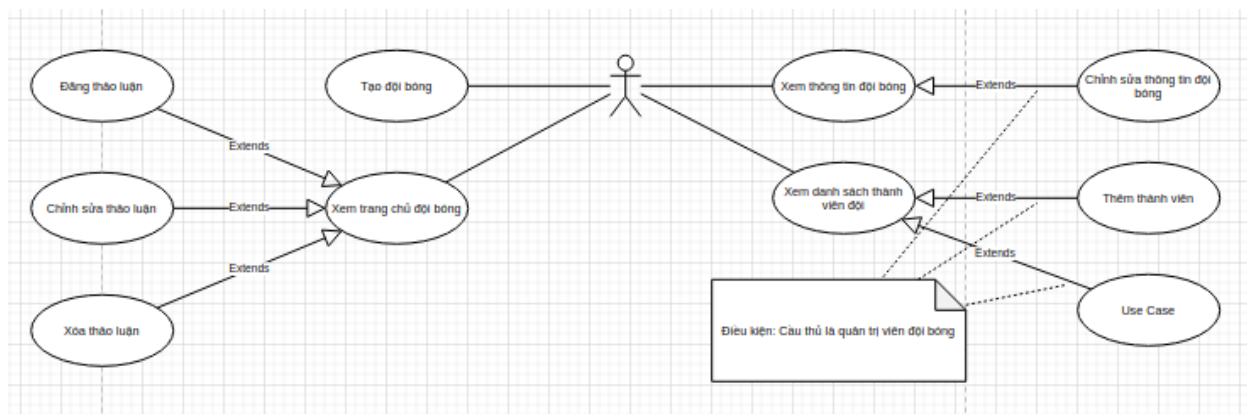 Đăng thảo luận
Tạo đội bóng
Xem thông tin đội bóng
Extends
Chỉnh sửa thông tin đội
bóng
Extends
Chỉnh sửa thảo luận
Extends
Xem trang chủ đội bóng
Xem danh sách thành
viên đội
Extends
Thêm thành viên
Extends
Extends
Xóa thảo luận
Điều kiện: Cầu thủ là quản trị viên đội bóng
Use Case